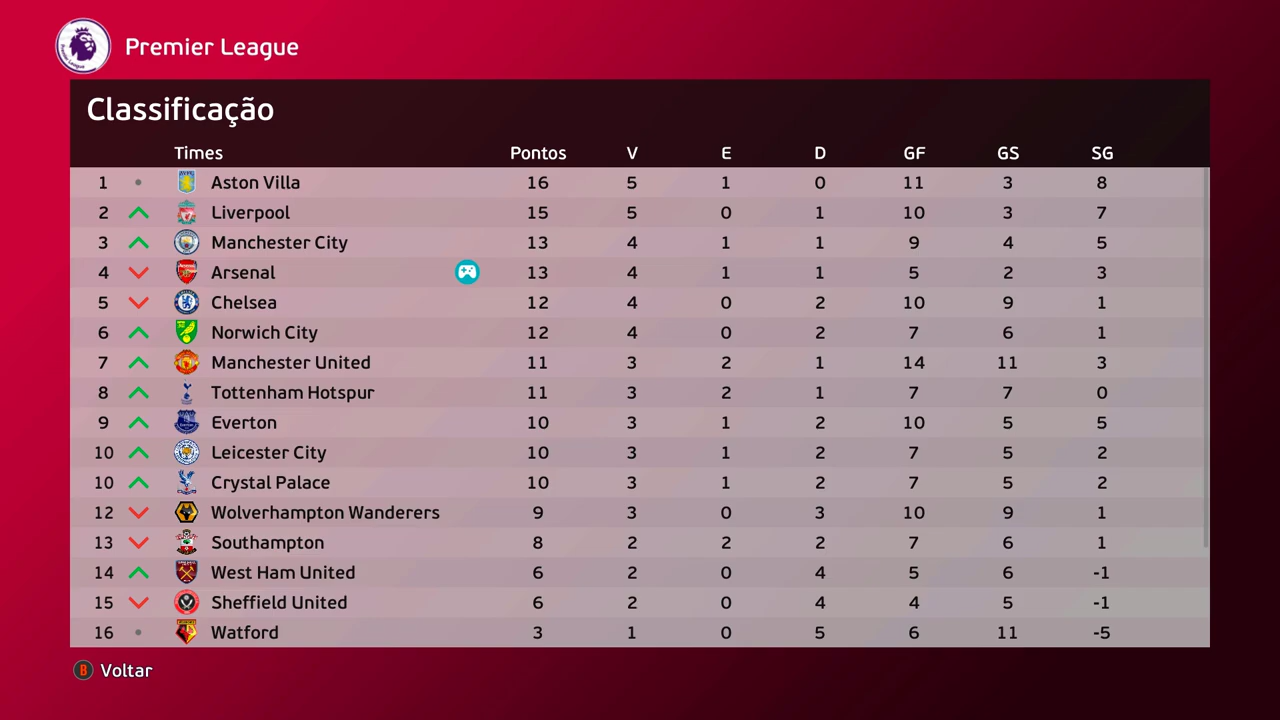 Premier League
Classificação
Times Pontos V E D GF GS SG
1 Aston Villa 16 5 1 0 11 3 8
2 Liverpool 15 5 0 1 10 3 7
3 Manchester City 13 4 1 1 9 4 5
4 Arsenal 13 4 1 1 5 2 3
5 Chelsea 12 4 0 2 10 9 1
6 Norwich City 12 4 0 2 7 6 1
7 Manchester United 11 3 2 1 14 11 3
8 Tottenham Hotspur 11 3 2 1 7 7 0
9 Everton 10 3 1 2 10 5 5
10 Leicester City 10 3 1 2 7 5 2
10 Crystal Palace 10 3 1 2 7 5 2
12 Wolverhampton Wanderers 9 3 0 3 10 9 1
13 Southampton 8 2 2 2 7 6 1
14 West Ham United 6 2 0 4 5 6 -1
15 Sheffield United 6 2 0 4 4 5 -1
16 Watford 3 1 0 5 6 11 -5
B Voltar